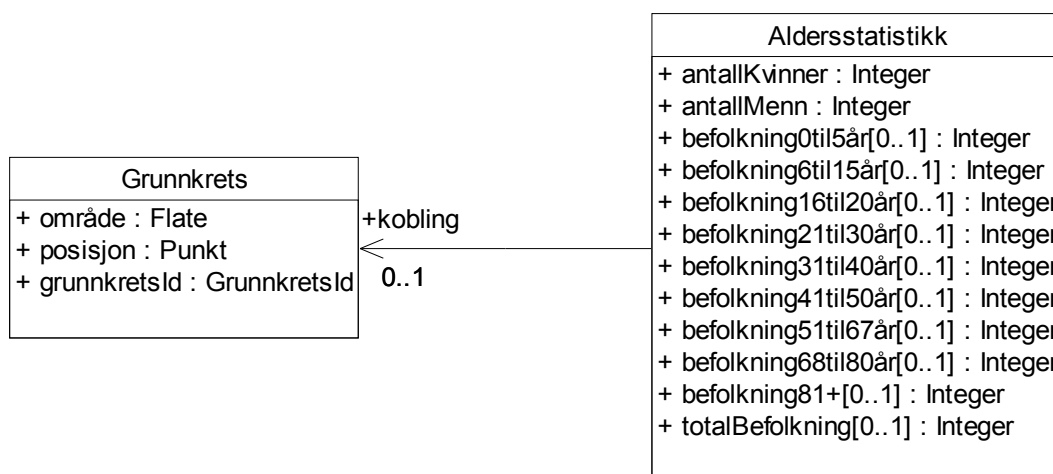 Grunnkrets
+ område : Flate
+ posisjon : Punkt
+ grunnkretsId : GrunnkretsId
+kobling
0..1
Aldersstatistikk
+ antallKvinner : Integer
+ antallMenn : Integer
+ befolkning0til5år[0..1] : Integer
+ befolkning6til15år[0..1] : Integer
+ befolkning16til20år[0..1] : Integer
+ befolkning21til30år[0..1] : Integer
+ befolkning31til40år[0..1] : Integer
+ befolkning41til50år[0..1] : Integer
+ befolkning51til67år[0..1] : Integer
+ befolkning68til80år[0..1] : Integer
+ befolkning81+[0..1] : Integer
+ totalBefolkning[0..1] : Integer